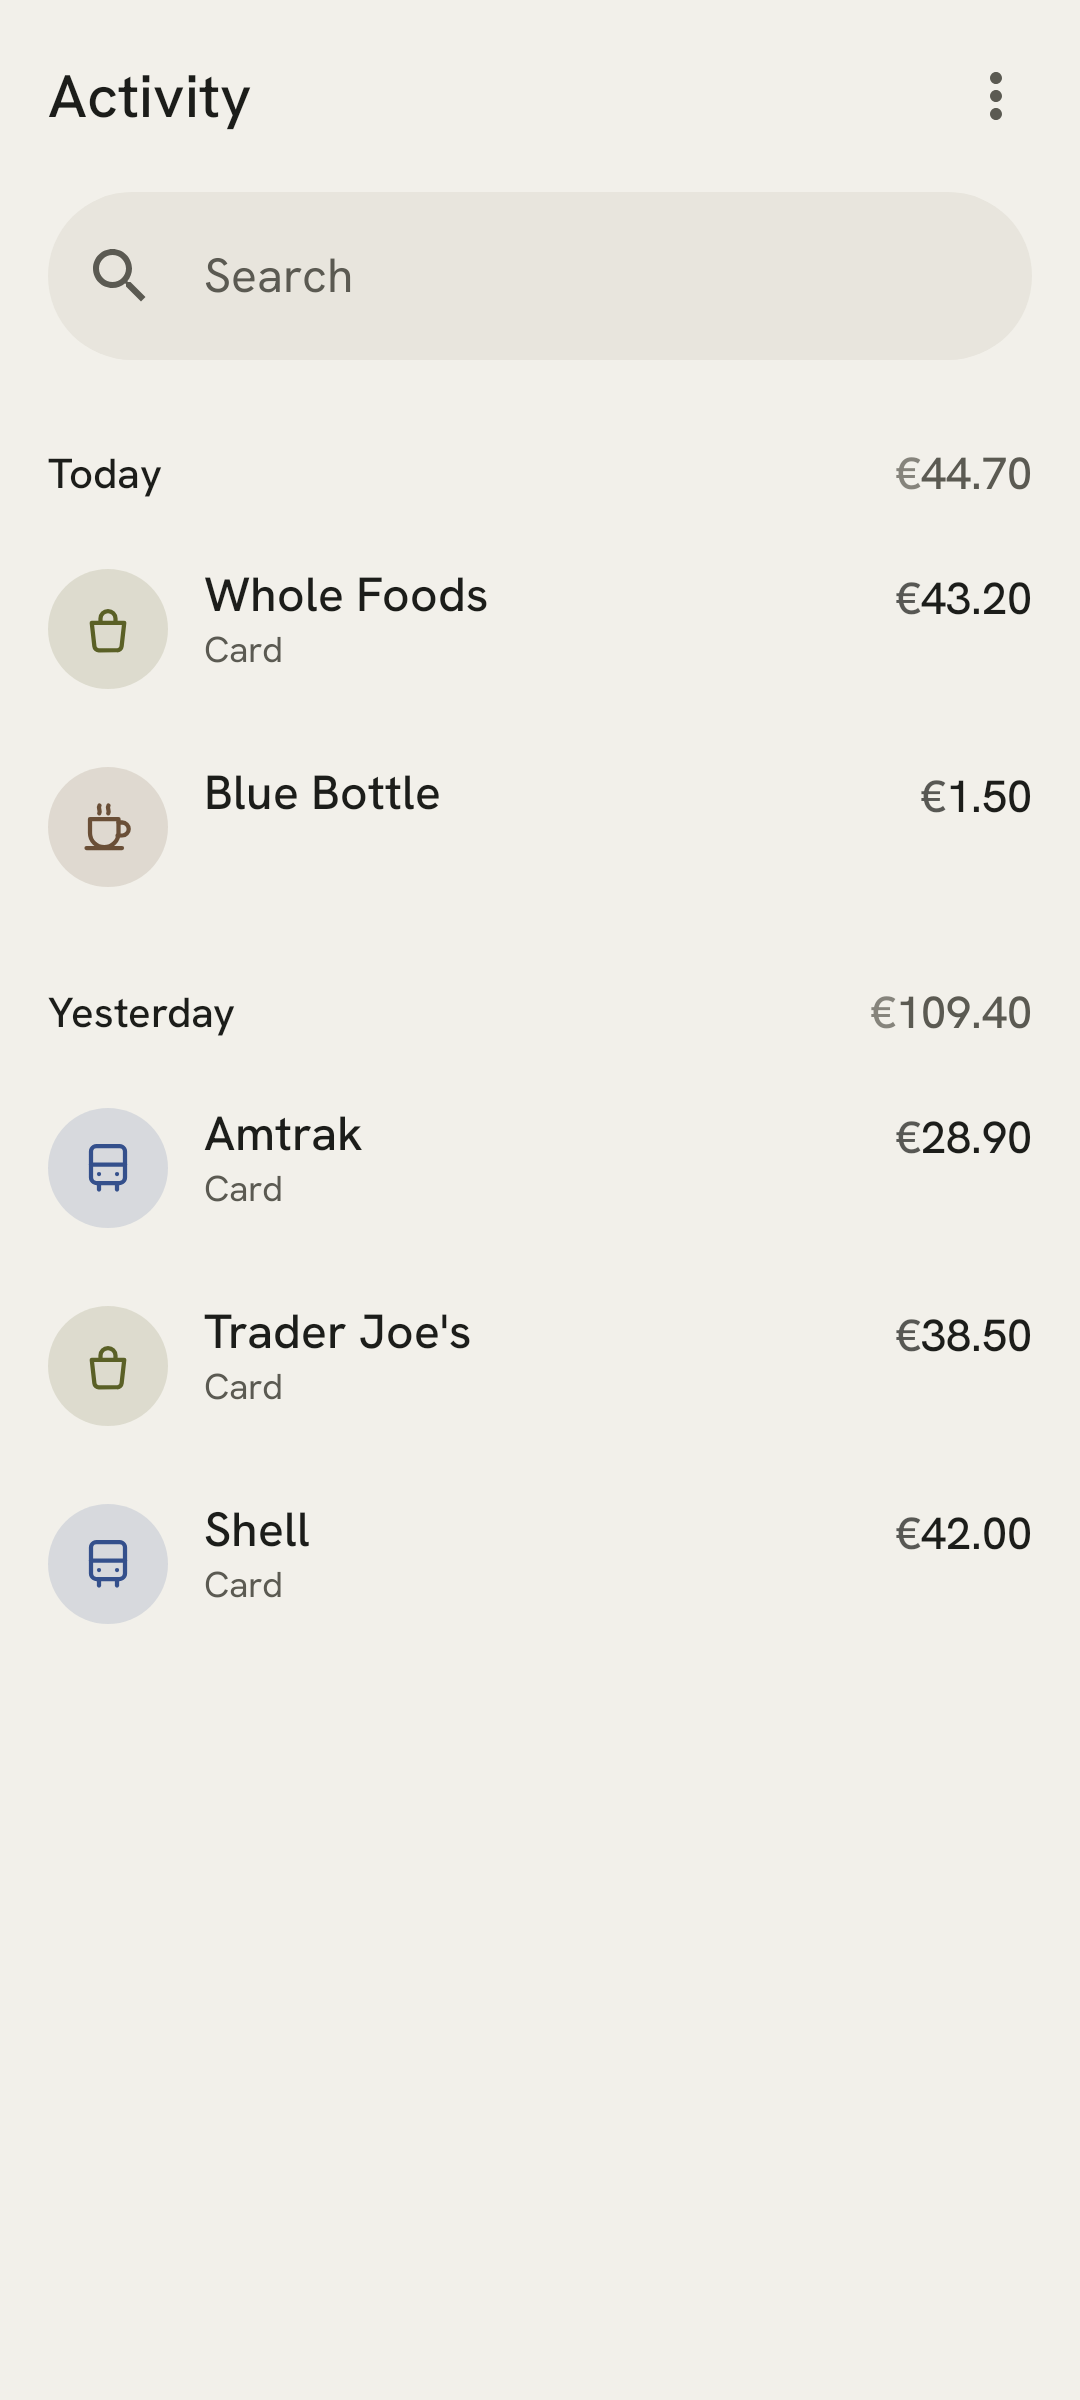 Activity
Search
Today €44.70
Whole Foods €43.20
Card
Blue Bottle €1.50
Yesterday €109.40
Amtrak €28.90
Card
Trader Joe's €38.50
Card
Shell €42.00
Card